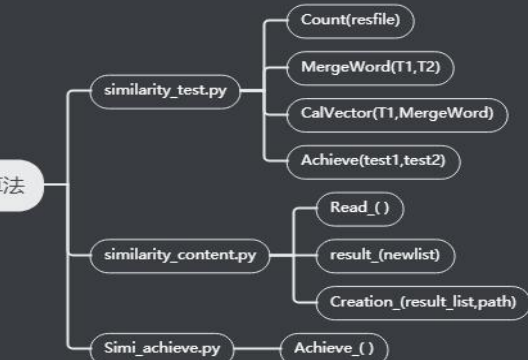 Count(resfile)
MergeWord(T1,T2)
similarity_test.py
CalVector(T1,MergeWord)
Achieve(test1,test2)
法
Read_( )
similarity_content.py
result_(newlist)
Creation_(result_list,path)
Simi_achieve.py
Achieve_( )